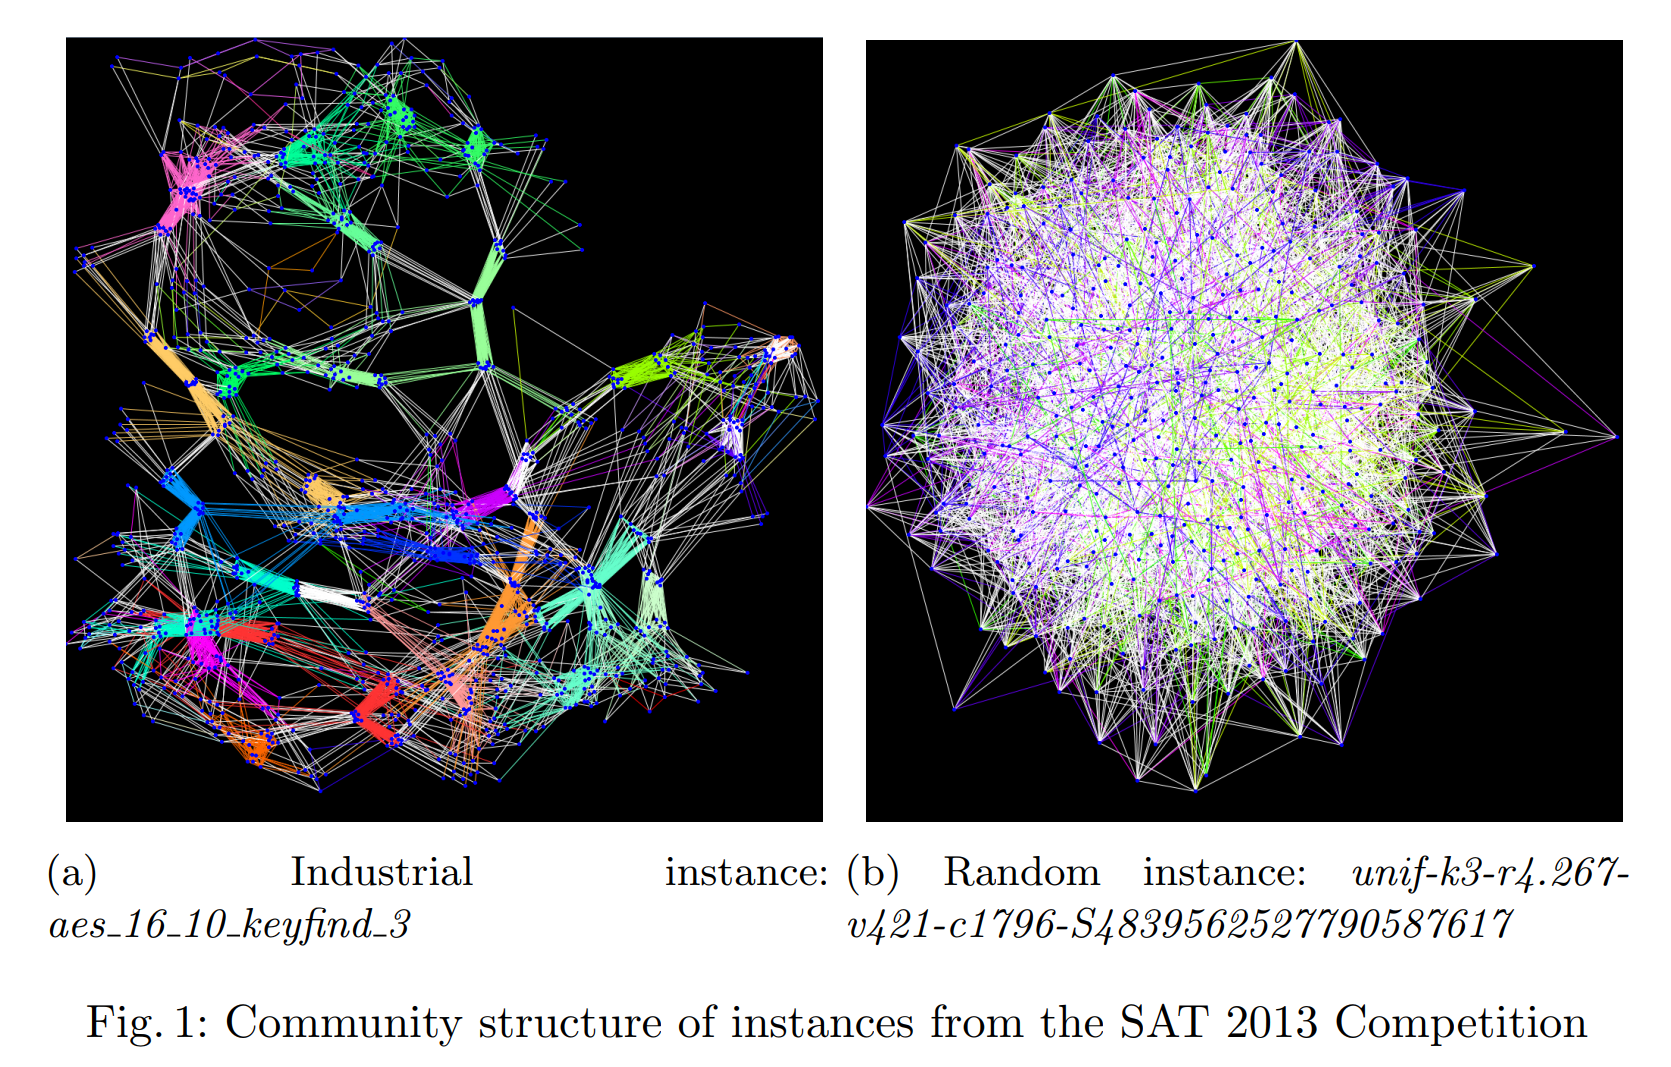 (a) Industrial instance:
aes_16_10_keyfind_3
(b) Random instance: unif-k3-r4.267-
v421-c1796-S4839562527790587617
Fig. 1: Community structure of instances from the SAT 2013 Competition